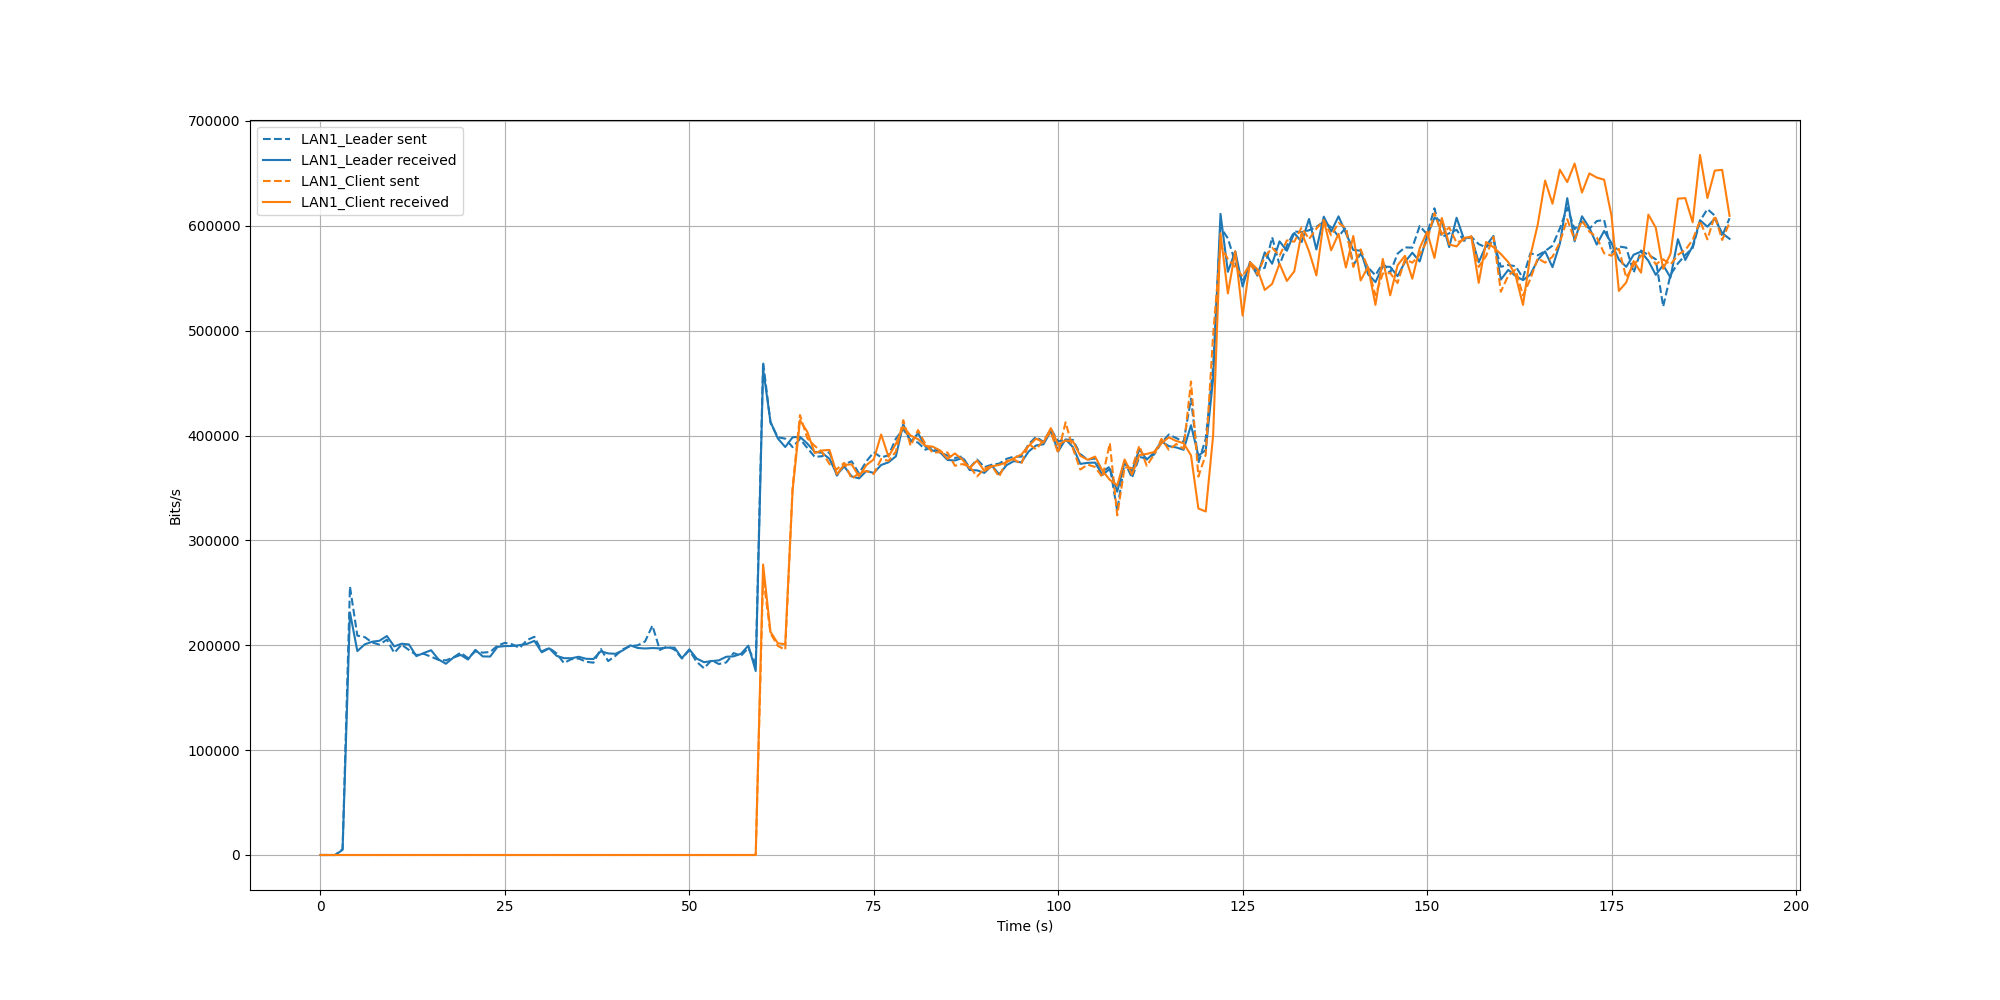 700000
600000
500000
400000
300000
200000
100000
0
Bits/s
LAN1_Leader sent
LAN1_Leader received
LAN1_Client sent
LAN1_Client received
0 25 50 75 100 125 150 175 200
Time (s)